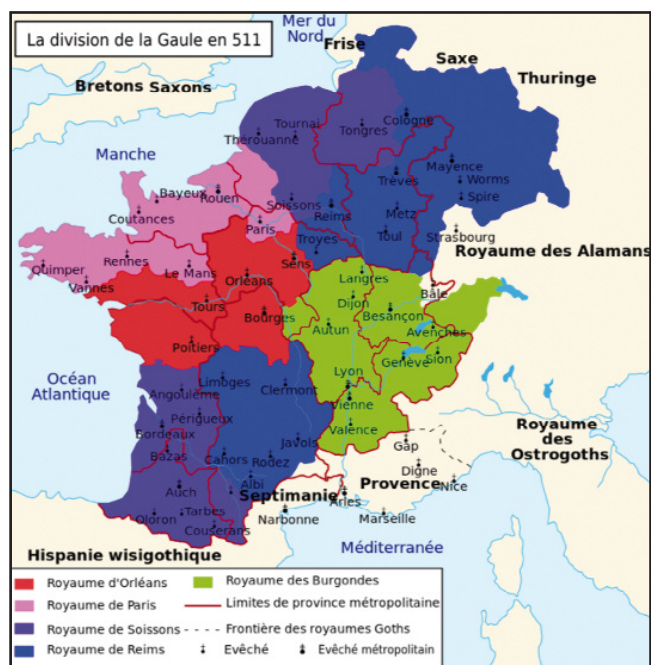 La division de la Gaule en 511
Mer du
Nord
Frise
Saxe
Thuringe
Bretons Saxons
Manche
Tournai
Thérouanne
Tongres
Cologne
Mayence
Worms
Spire
Trèves
Bayeux
Rouen
Coutances
Soissons
Reims
Metz
Paris
Toul
Strasbourg
Troyes
Royaume des Alamans
Quimper
Rennes
Le Mans
Sens
Orléans
Langres
Vannes
Tours
Bâle
Dijon
Besançon
Bourges
Autun
Avenches
Poitiers
Genève
Sion
Océan
Atlantique
Limoges
Clermont
Lyon
Angoulême
Vienne
Périgueux
Valence
Bordeaux
Javols
Royaume
des
Ostrogoths
Bazas
Cahors
Rodez
Gap
Albi
Digne
Auch
Septimanie
Provence
Nice
Arles
Oloron
Tarbes
Narbonne
Marseille
Couserans
Hispanie wisigothique
Méditerranée
Royaume d'Orléans
Royaume de Paris
Royaume de Soissons
Royaume de Reims
Royaume des Burgondes
Limites de province métropolitaine
Frontière des royaumes Goths
Evêché
Evêché métropolitain